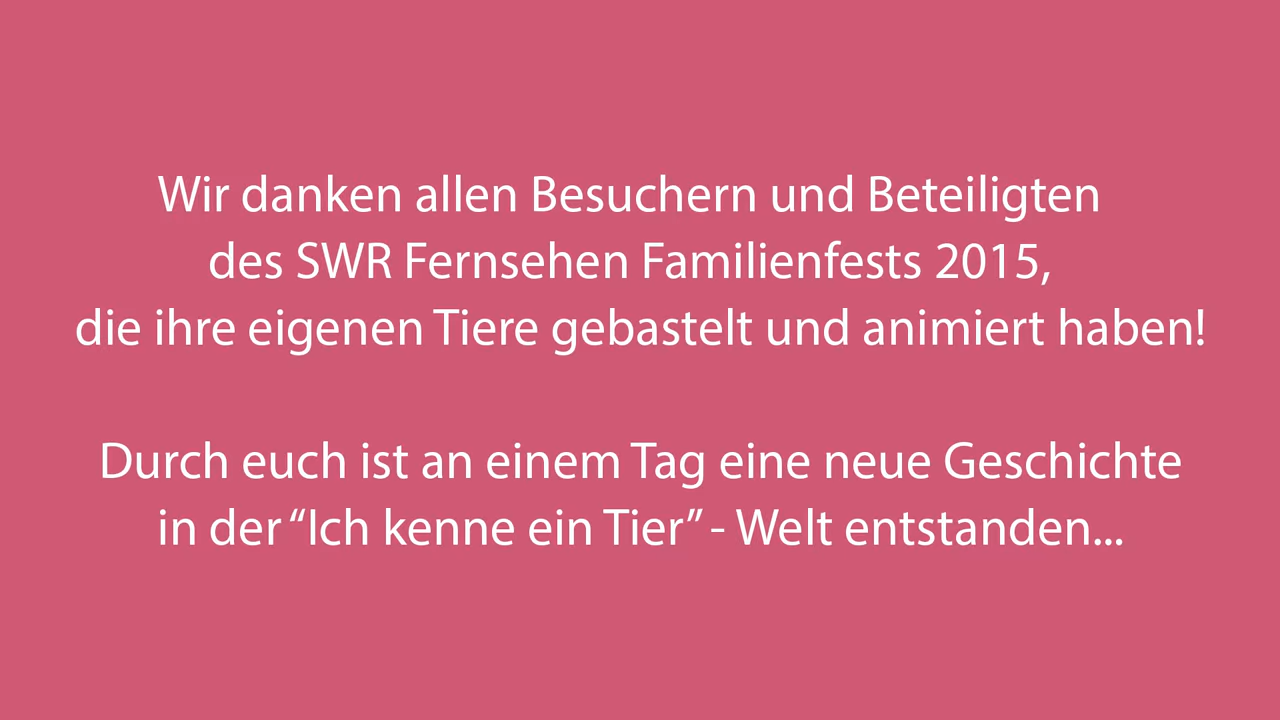 Wir danken allen Besuchern und Beteiligten
des SWR Fernsehen Familienfests 2015,
die ihre eigenen Tiere gebastelt und animiert haben!
Durch euch ist an einem Tag eine neue Geschichte
in der “Ich kenne ein Tier” - Welt entstanden...